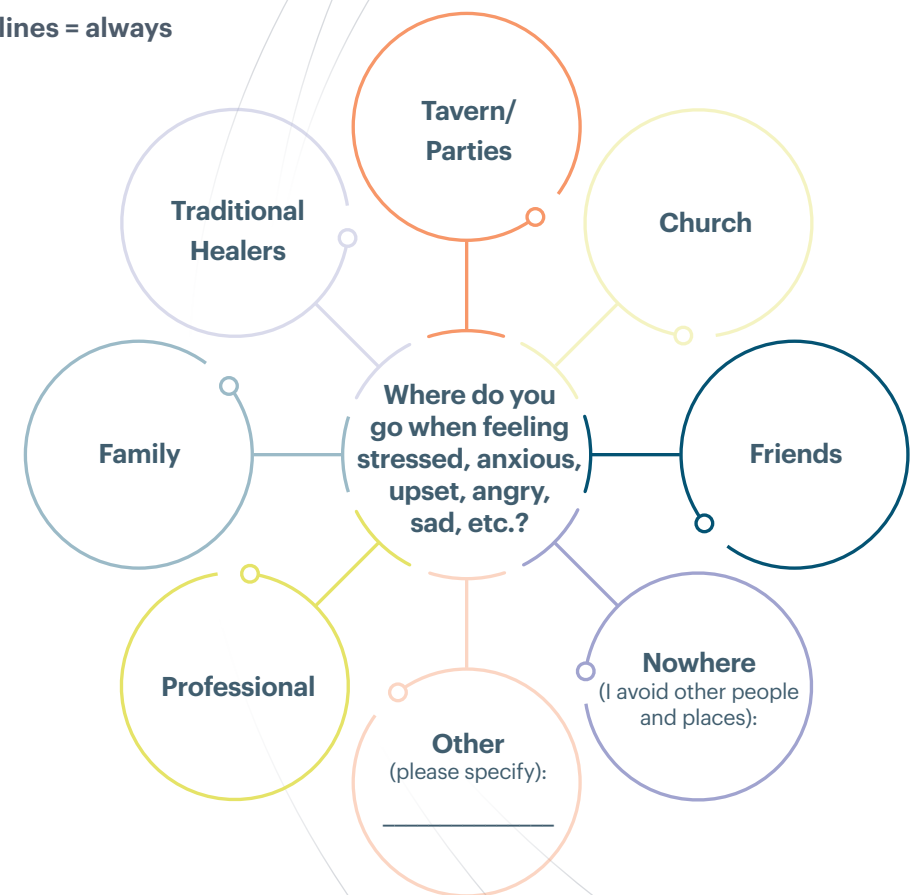 lines = always
Tavern/
Parties
Traditional
Healers
Church
Where do you
go when feeling
stressed, anxious,
upset, angry,
sad, etc.?
Family
Friends
Professional
Nowhere
(I avoid other people
and places):
Other
(please specify):